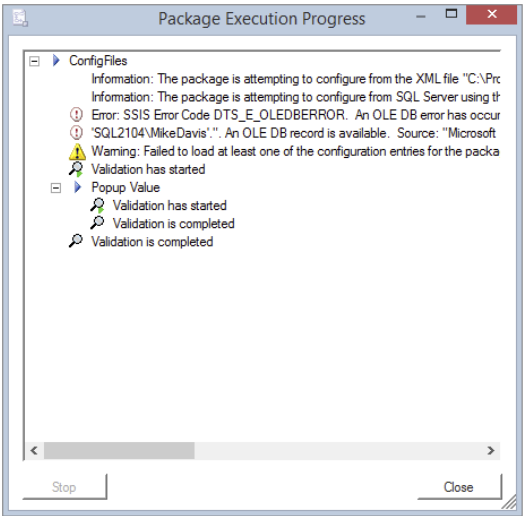 Package Execution Progress
ConfigFiles
Information: The package is attempting to configure from the XML file "C:\Prc
Information: The package is attempting to configure from SQL Server using th
Error: SSIS Error Code DTS_E_OLEDBERROR.  An OLE DB error has occur
'SQL2104\MikeDavis'.".  An OLE DB record is available.  Source: "Microsoft
Warning: Failed to load at least one of the configuration entries for the packa
Validation has started
Popup Value
Validation has started
Validation is completed
Validation is completed
Stop
Close